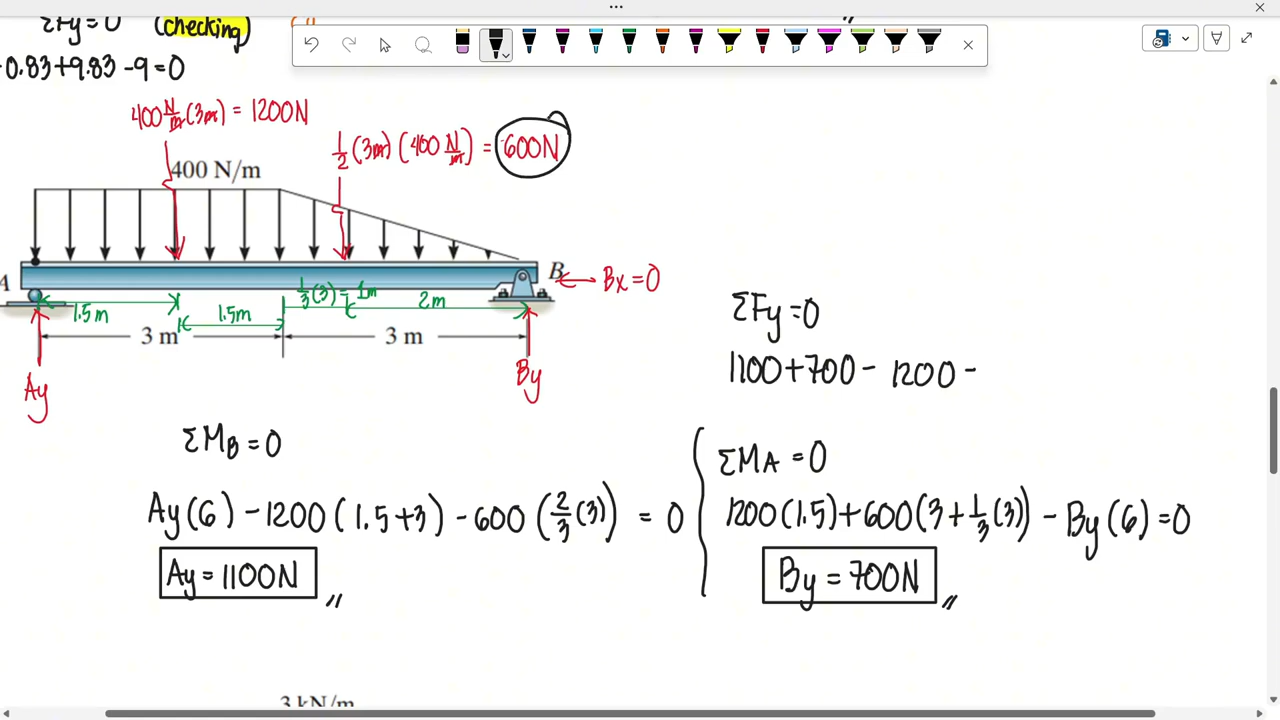 ΣFy=0 (checking)
-0.83+9.83-9=0
400 N/m (3m) = 1200N
1/2 (3m) (400 N/m) = 600N
400 N/m
A
B
Bx=0
1.5m
1.5m
1/3(3)=1m
2m
3 m
3 m
Ay
By
ΣFy=0
1100+700- 1200 -
ΣMB=0
Ay(6) -1200 (1.5+3) -600 (2/3(3)) = 0
Ay=1100N
ΣMA=0
1200(1.5)+600(3+1/3(3)) - By(6)=0
By=700N
3 kN/m